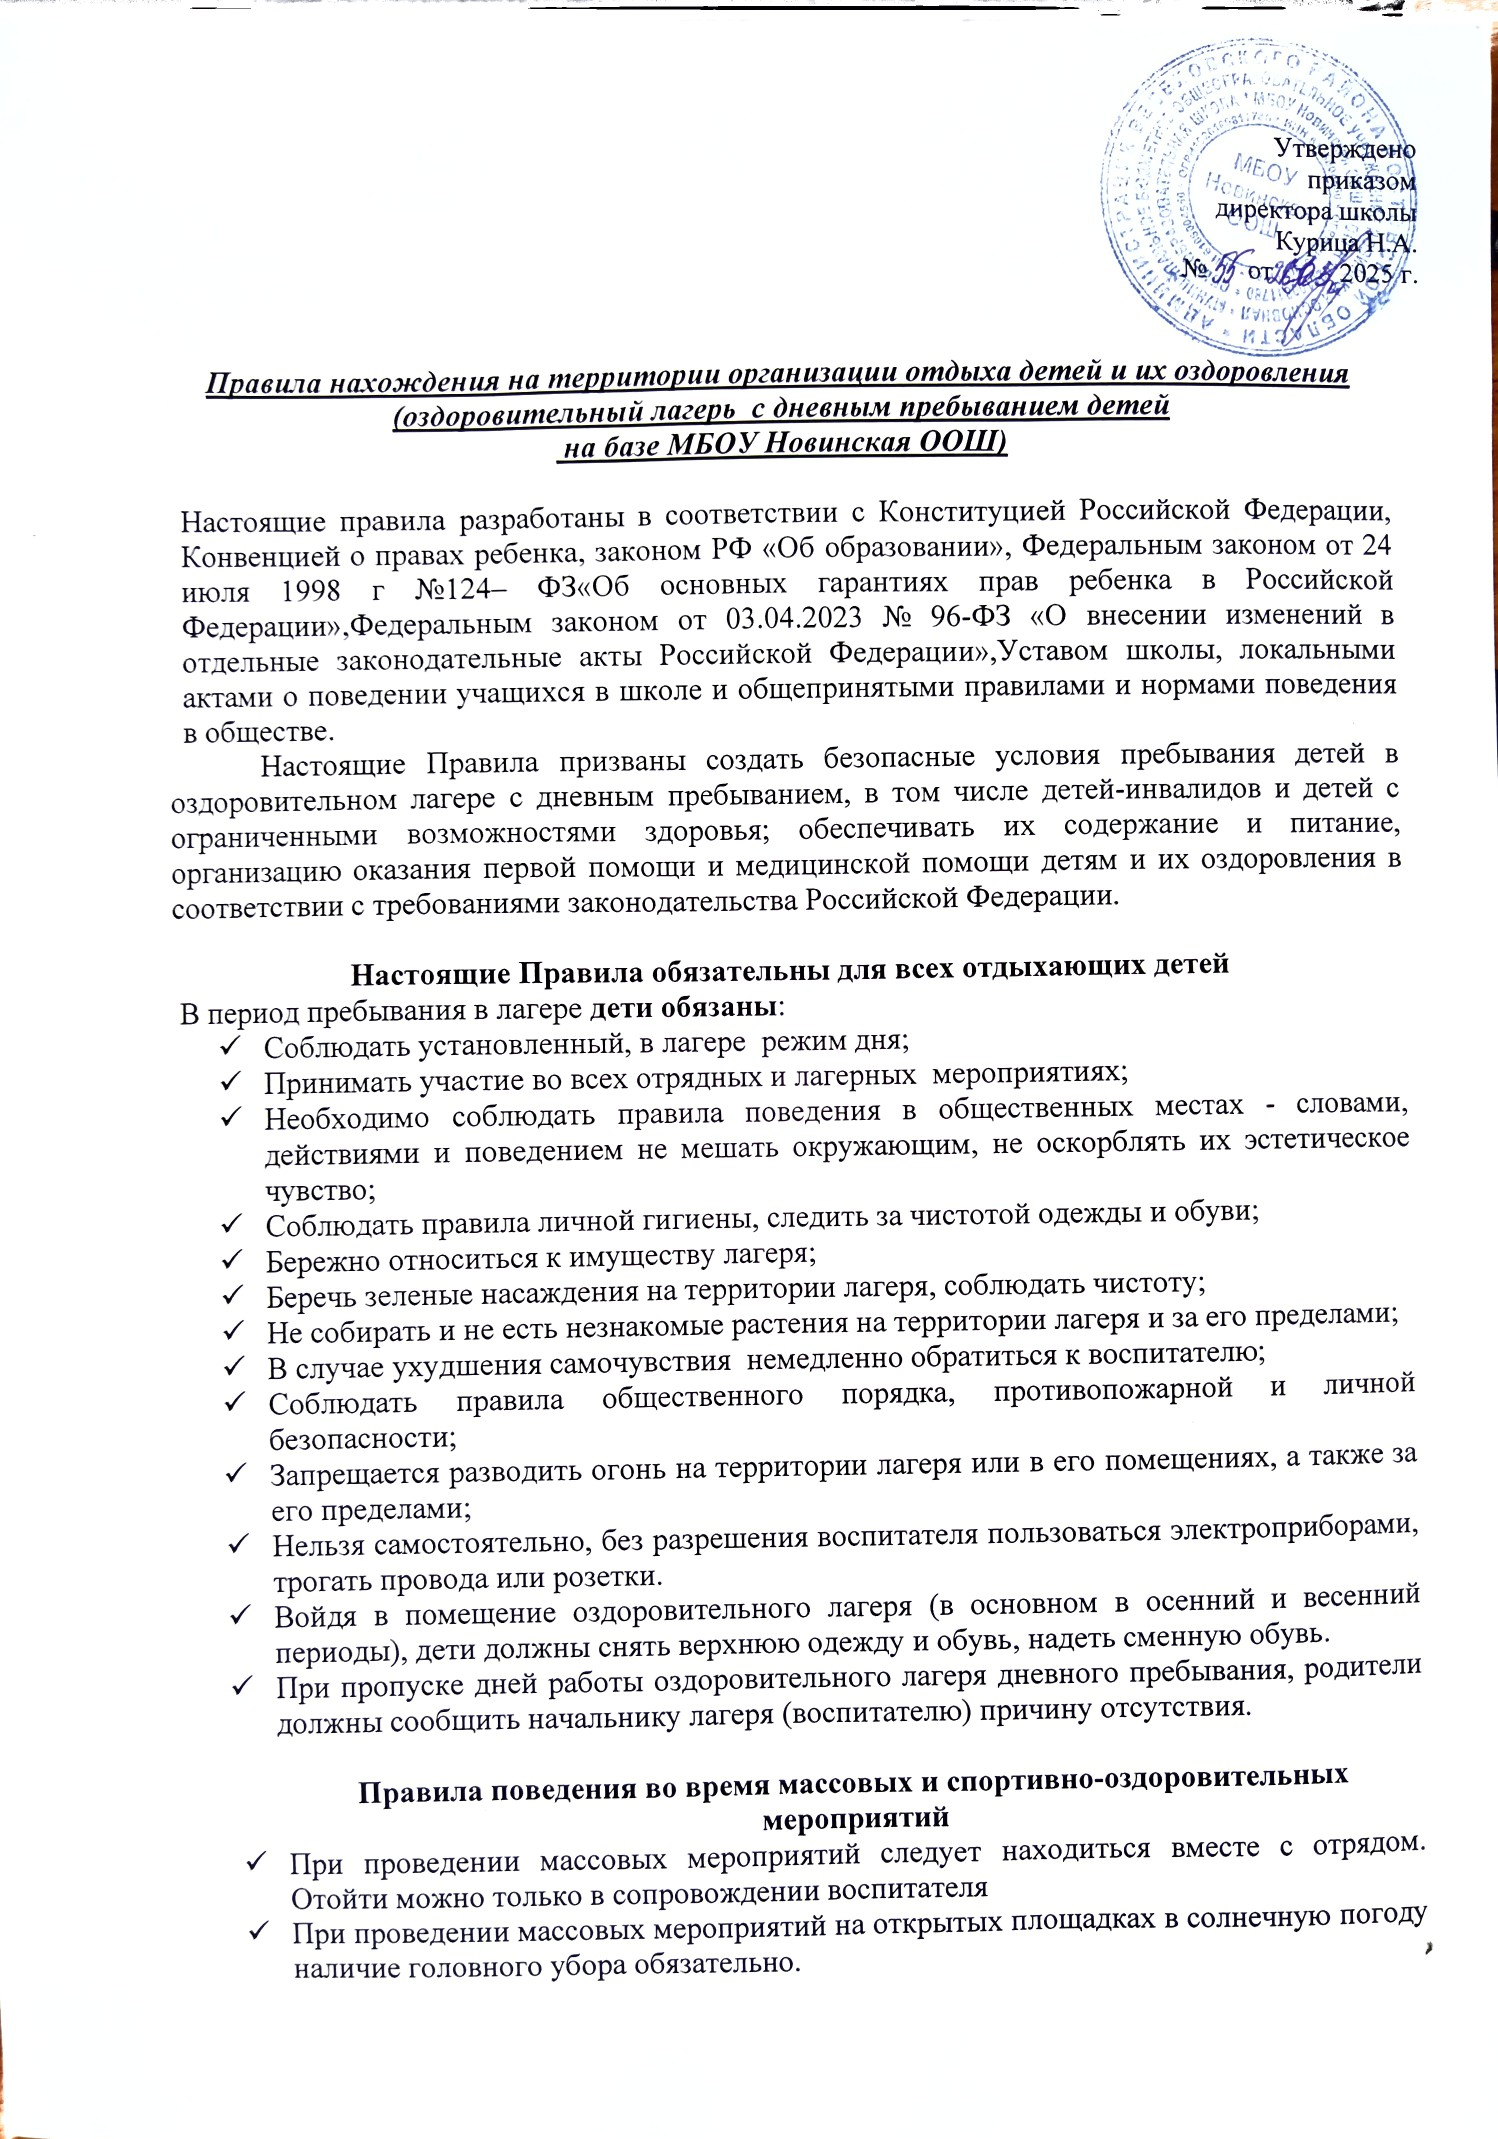 Утверждено
приказом
директора школы
Курица Н.А.
№ 55 от 2025 г.
МБОУ
ООШ
Правила нахождения на территории организации отдыха детей и их оздоровления
(оздоровительный лагерь с дневным пребыванием детей
на базе МБОУ Новинская ООШ)
Настоящие правила разработаны в соответствии с Конституцией Российской Федерации,
Конвенцией о правах ребенка, законом РФ «Об образовании», Федеральным законом от 24
июля 1998 г №124– ФЗ«Об основных гарантиях прав ребенка в Российской
Федерации»,Федеральным законом от 03.04.2023 № 96-ФЗ «О внесении изменений в
отдельные законодательные акты Российской Федерации»,Уставом школы, локальными
актами о поведении учащихся в школе и общепринятыми правилами и нормами поведения
в обществе.
Настоящие Правила призваны создать безопасные условия пребывания детей в
оздоровительном лагере с дневным пребыванием, в том числе детей-инвалидов и детей с
ограниченными возможностями здоровья; обеспечивать их содержание и питание,
организацию оказания первой помощи и медицинской помощи детям и их оздоровления в
соответствии с требованиями законодательства Российской Федерации.
Настоящие Правила обязательны для всех отдыхающих детей
В период пребывания в лагере дети обязаны:
✓ Соблюдать установленный, в лагере режим дня;
✓ Принимать участие во всех отрядных и лагерных мероприятиях;
✓ Необходимо соблюдать правила поведения в общественных местах - словами,
действиями и поведением не мешать окружающим, не оскорблять их эстетическое
чувство;
✓ Соблюдать правила личной гигиены, следить за чистотой одежды и обуви;
✓ Бережно относиться к имуществу лагеря;
✓ Беречь зеленые насаждения на территории лагеря, соблюдать чистоту;
✓ Не собирать и не есть незнакомые растения на территории лагеря и за его пределами;
✓ В случае ухудшения самочувствия немедленно обратиться к воспитателю;
✓ Соблюдать правила общественного порядка, противопожарной и личной
безопасности;
✓ Запрещается разводить огонь на территории лагеря или в его помещениях, а также за
его пределами;
✓ Нельзя самостоятельно, без разрешения воспитателя пользоваться электроприборами,
трогать провода или розетки.
✓ Войдя в помещение оздоровительного лагеря (в основном в осенний и весенний
периоды), дети должны снять верхнюю одежду и обувь, надеть сменную обувь.
✓ При пропуске дней работы оздоровительного лагеря дневного пребывания, родители
должны сообщить начальнику лагеря (воспитателю) причину отсутствия.
Правила поведения во время массовых и спортивно-оздоровительных
мероприятий
✓ При проведении массовых мероприятий следует находиться вместе с отрядом.
Отойти можно только в сопровождении воспитателя
✓ При проведении массовых мероприятий на открытых площадках в солнечную погоду
наличие головного убора обязательно.